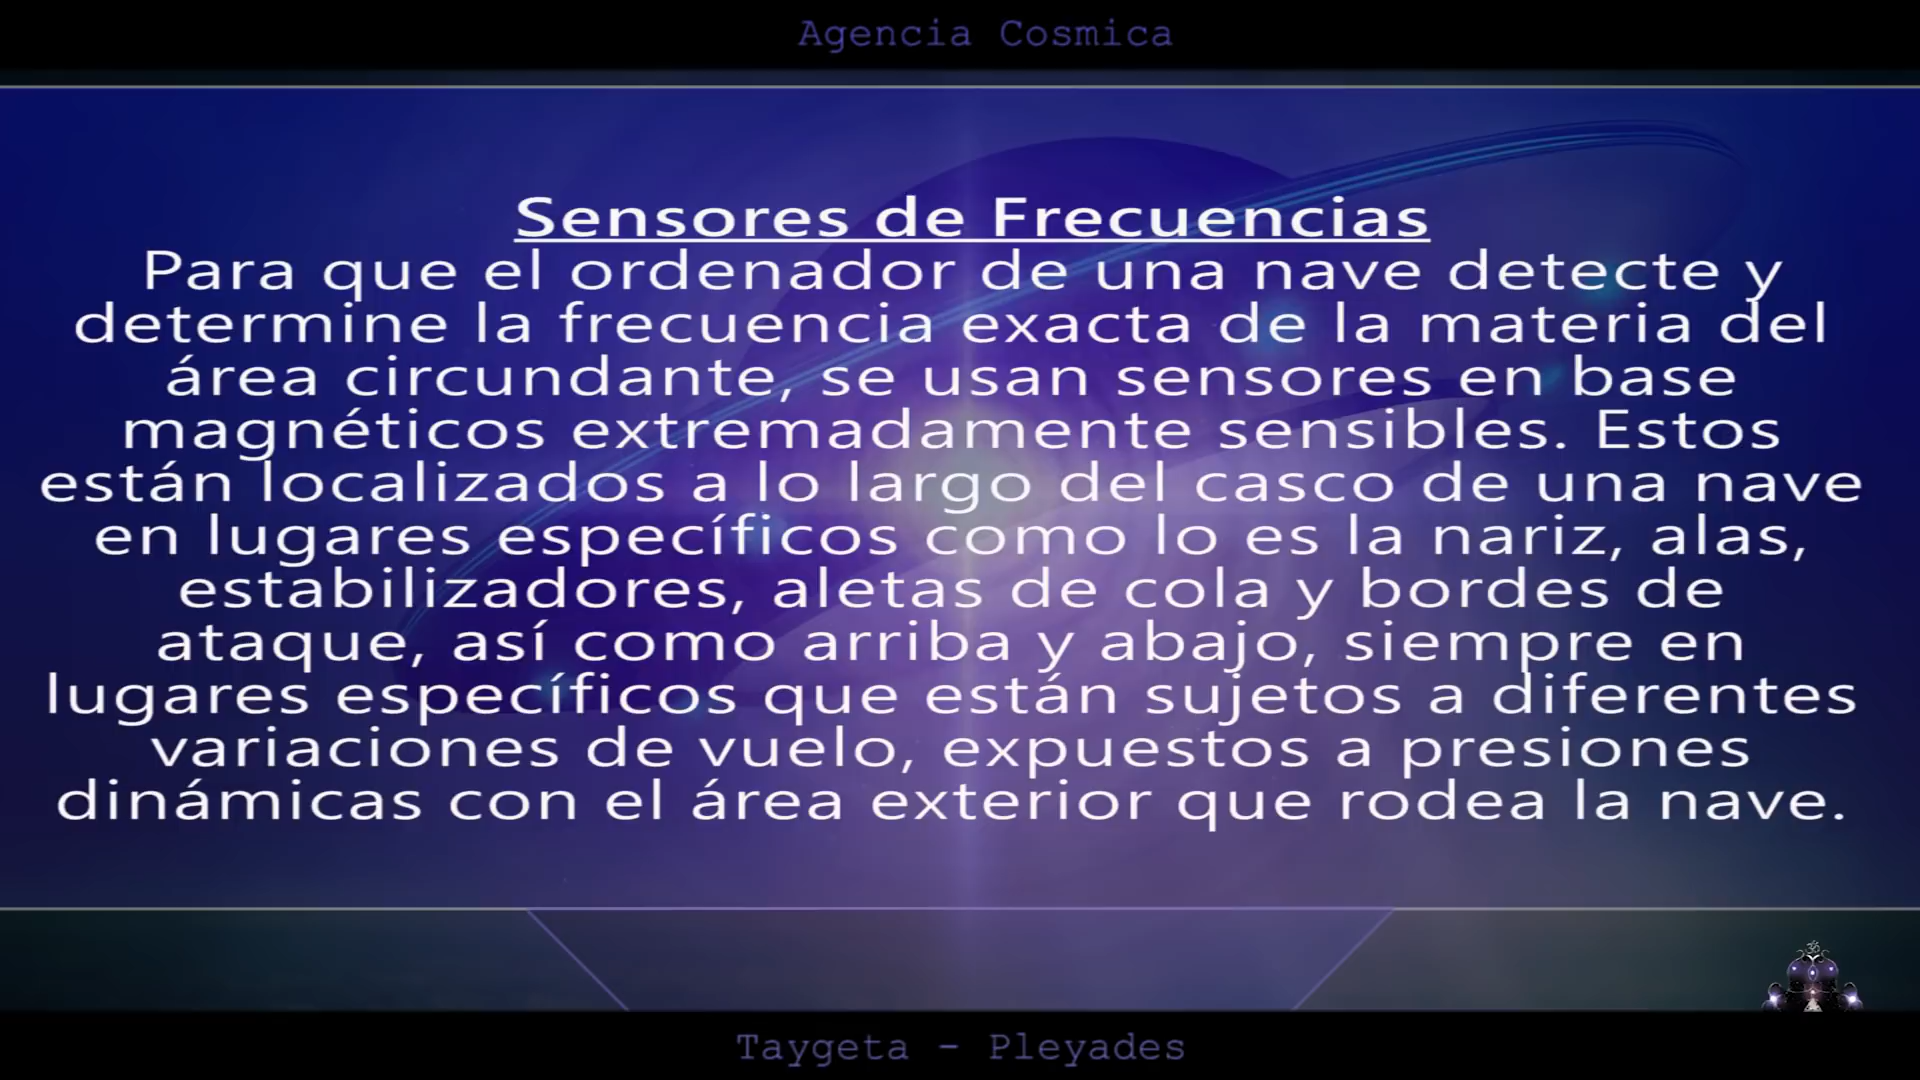 Agencia Cosmica
Sensores de Frecuencias
Para que el ordenador de una nave detecte y
determine la frecuencia exacta de la materia del
área circundante, se usan sensores en base
magnéticos extremadamente sensibles. Estos
están localizados a lo largo del casco de una nave
en lugares específicos como lo es la nariz, alas,
estabilizadores, aletas de cola y bordes de
ataque, así como arriba y abajo, siempre en
lugares específicos que están sujetos a diferentes
variaciones de vuelo, expuestos a presiones
dinámicas con el área exterior que rodea la nave.
ॐ
Taygeta - Pleyades